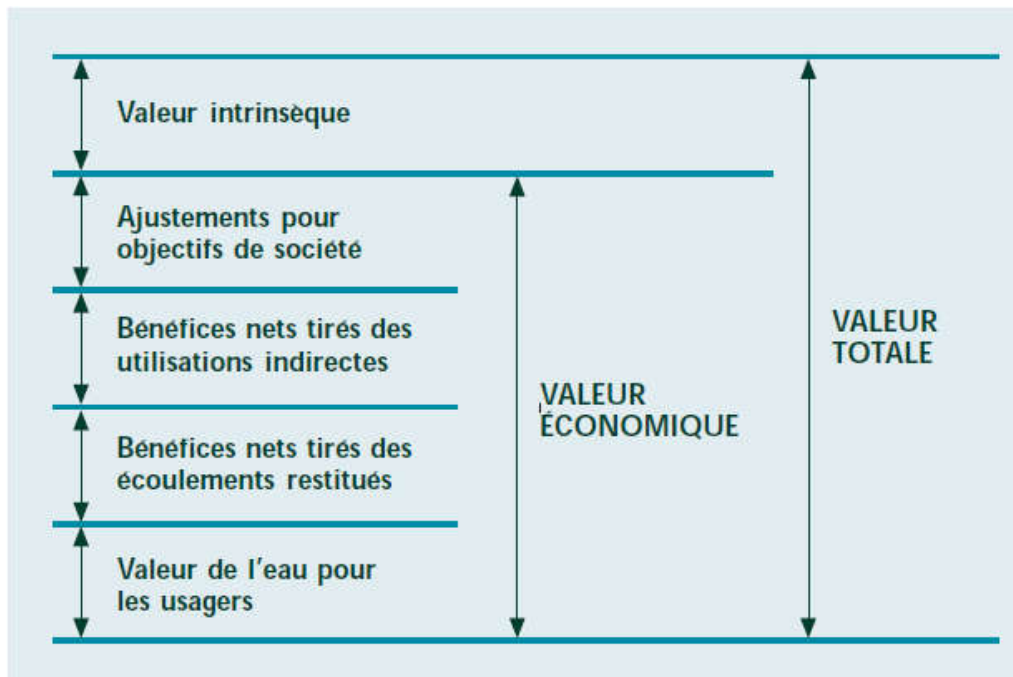 Valeur intrinsèque
Ajustements pour
objectifs de société
Bénéfices nets tirés des
utilisations indirectes
Bénéfices nets tirés des
écoulements restitués
Valeur de l'eau pour
les usagers
VALEUR
ÉCONOMIQUE
VALEUR
TOTALE